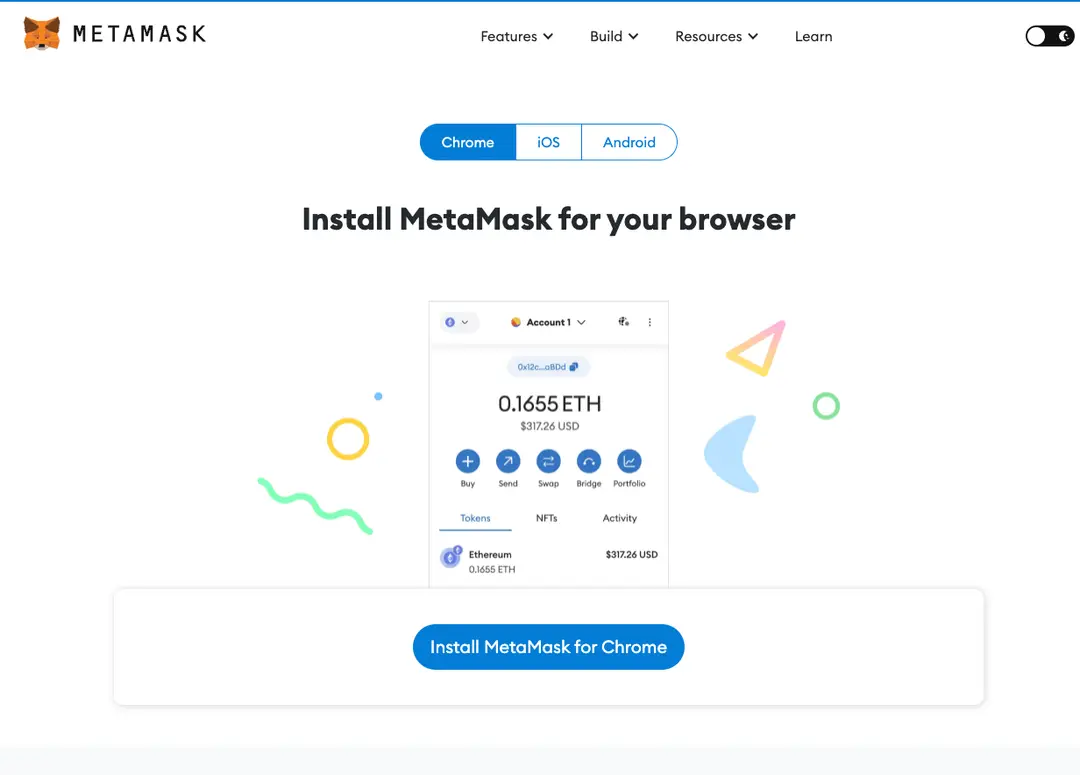 METAMASK
Features
Build
Resources
Learn
Chrome
iOS
Android
Install MetaMask for your browser
Account 1
0x12c...aBDd
0.1655 ETH
$317.26 USD
Buy
Send
Swap
Bridge
Portfolio
Tokens
NFTs
Activity
Ethereum
$317.26 USD
0.1655 ETH
Install MetaMask for Chrome